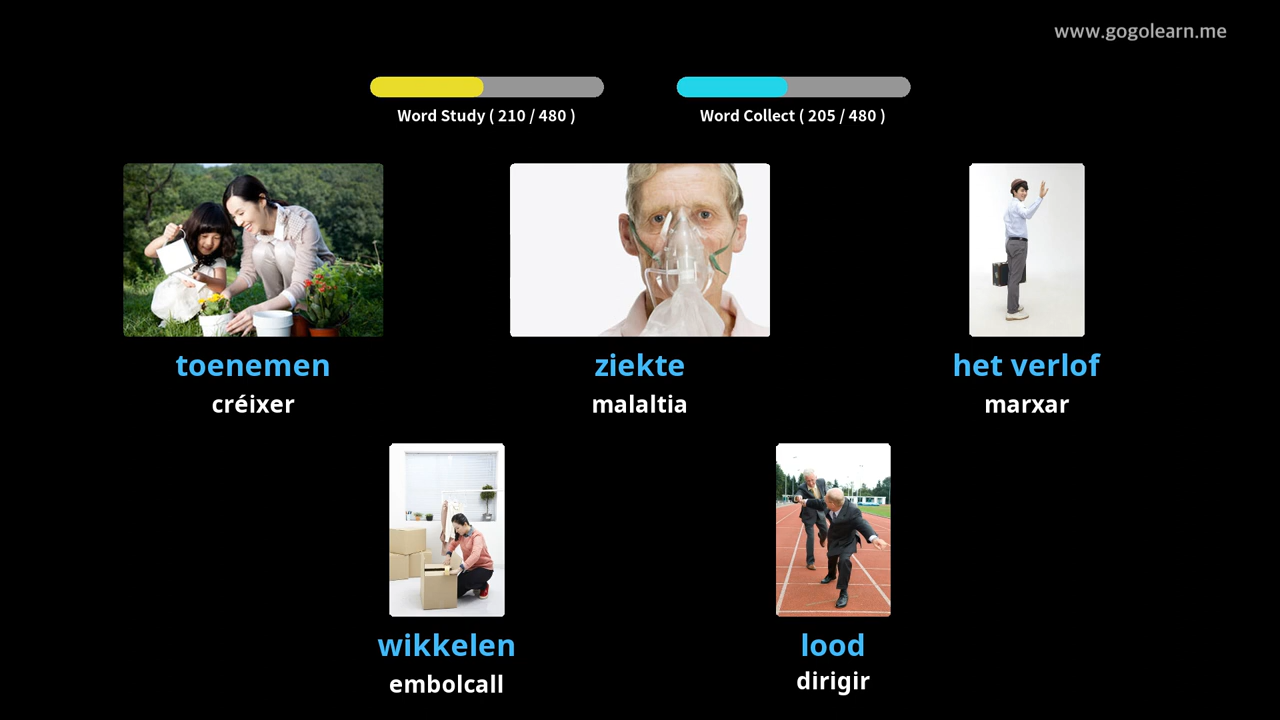 www.gogolearn.me
Word Study ( 210 / 480 )
Word Collect ( 205 / 480 )
toenemen
créixer
ziekte
malaltia
het verlof
marxar
wikkelen
embolcall
lood
dirigir